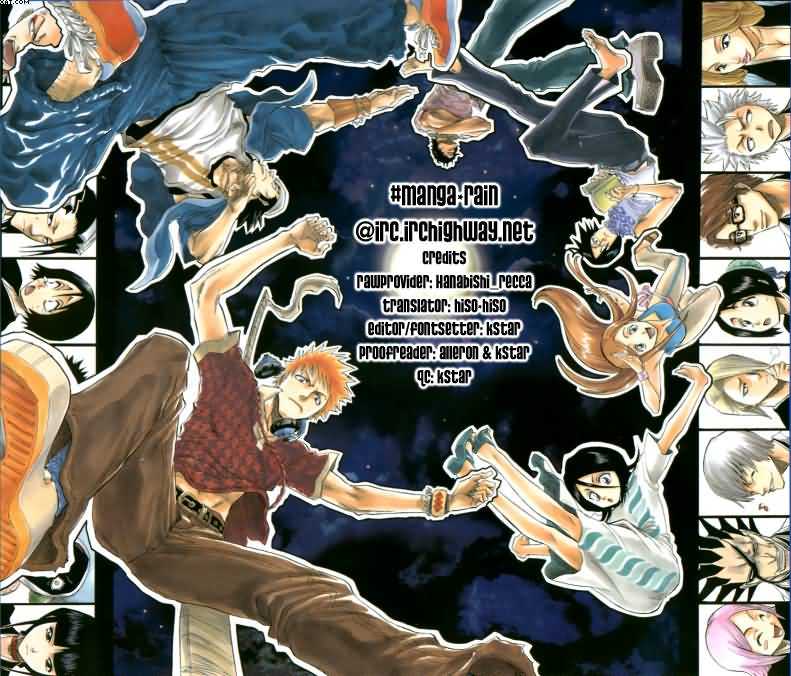 #manga-rain
@irc.irchighway.net
credits
rawprovider: Hanabishi_recca
translator: hiso-hiso
editor/fontsetter: kstar
proofreader: alleron & kstar
qc: kstar